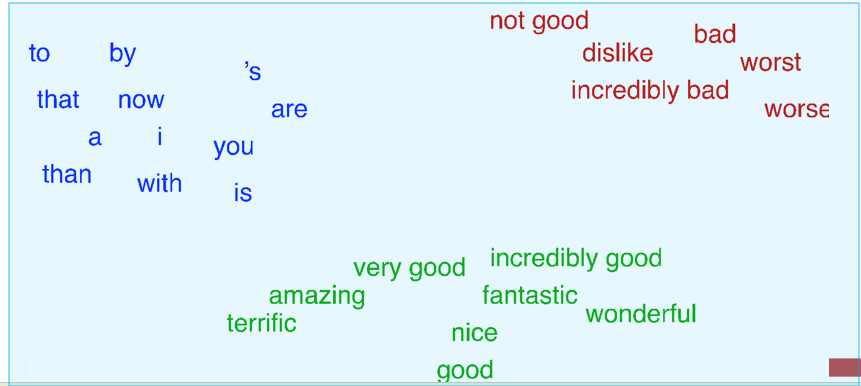 not good
bad
dislike
worst
incredibly bad
worse
to by
's
that now
are
a i
you
than with
is
very good
incredibly good
amazing
fantastic
wonderful
terrific
nice
good